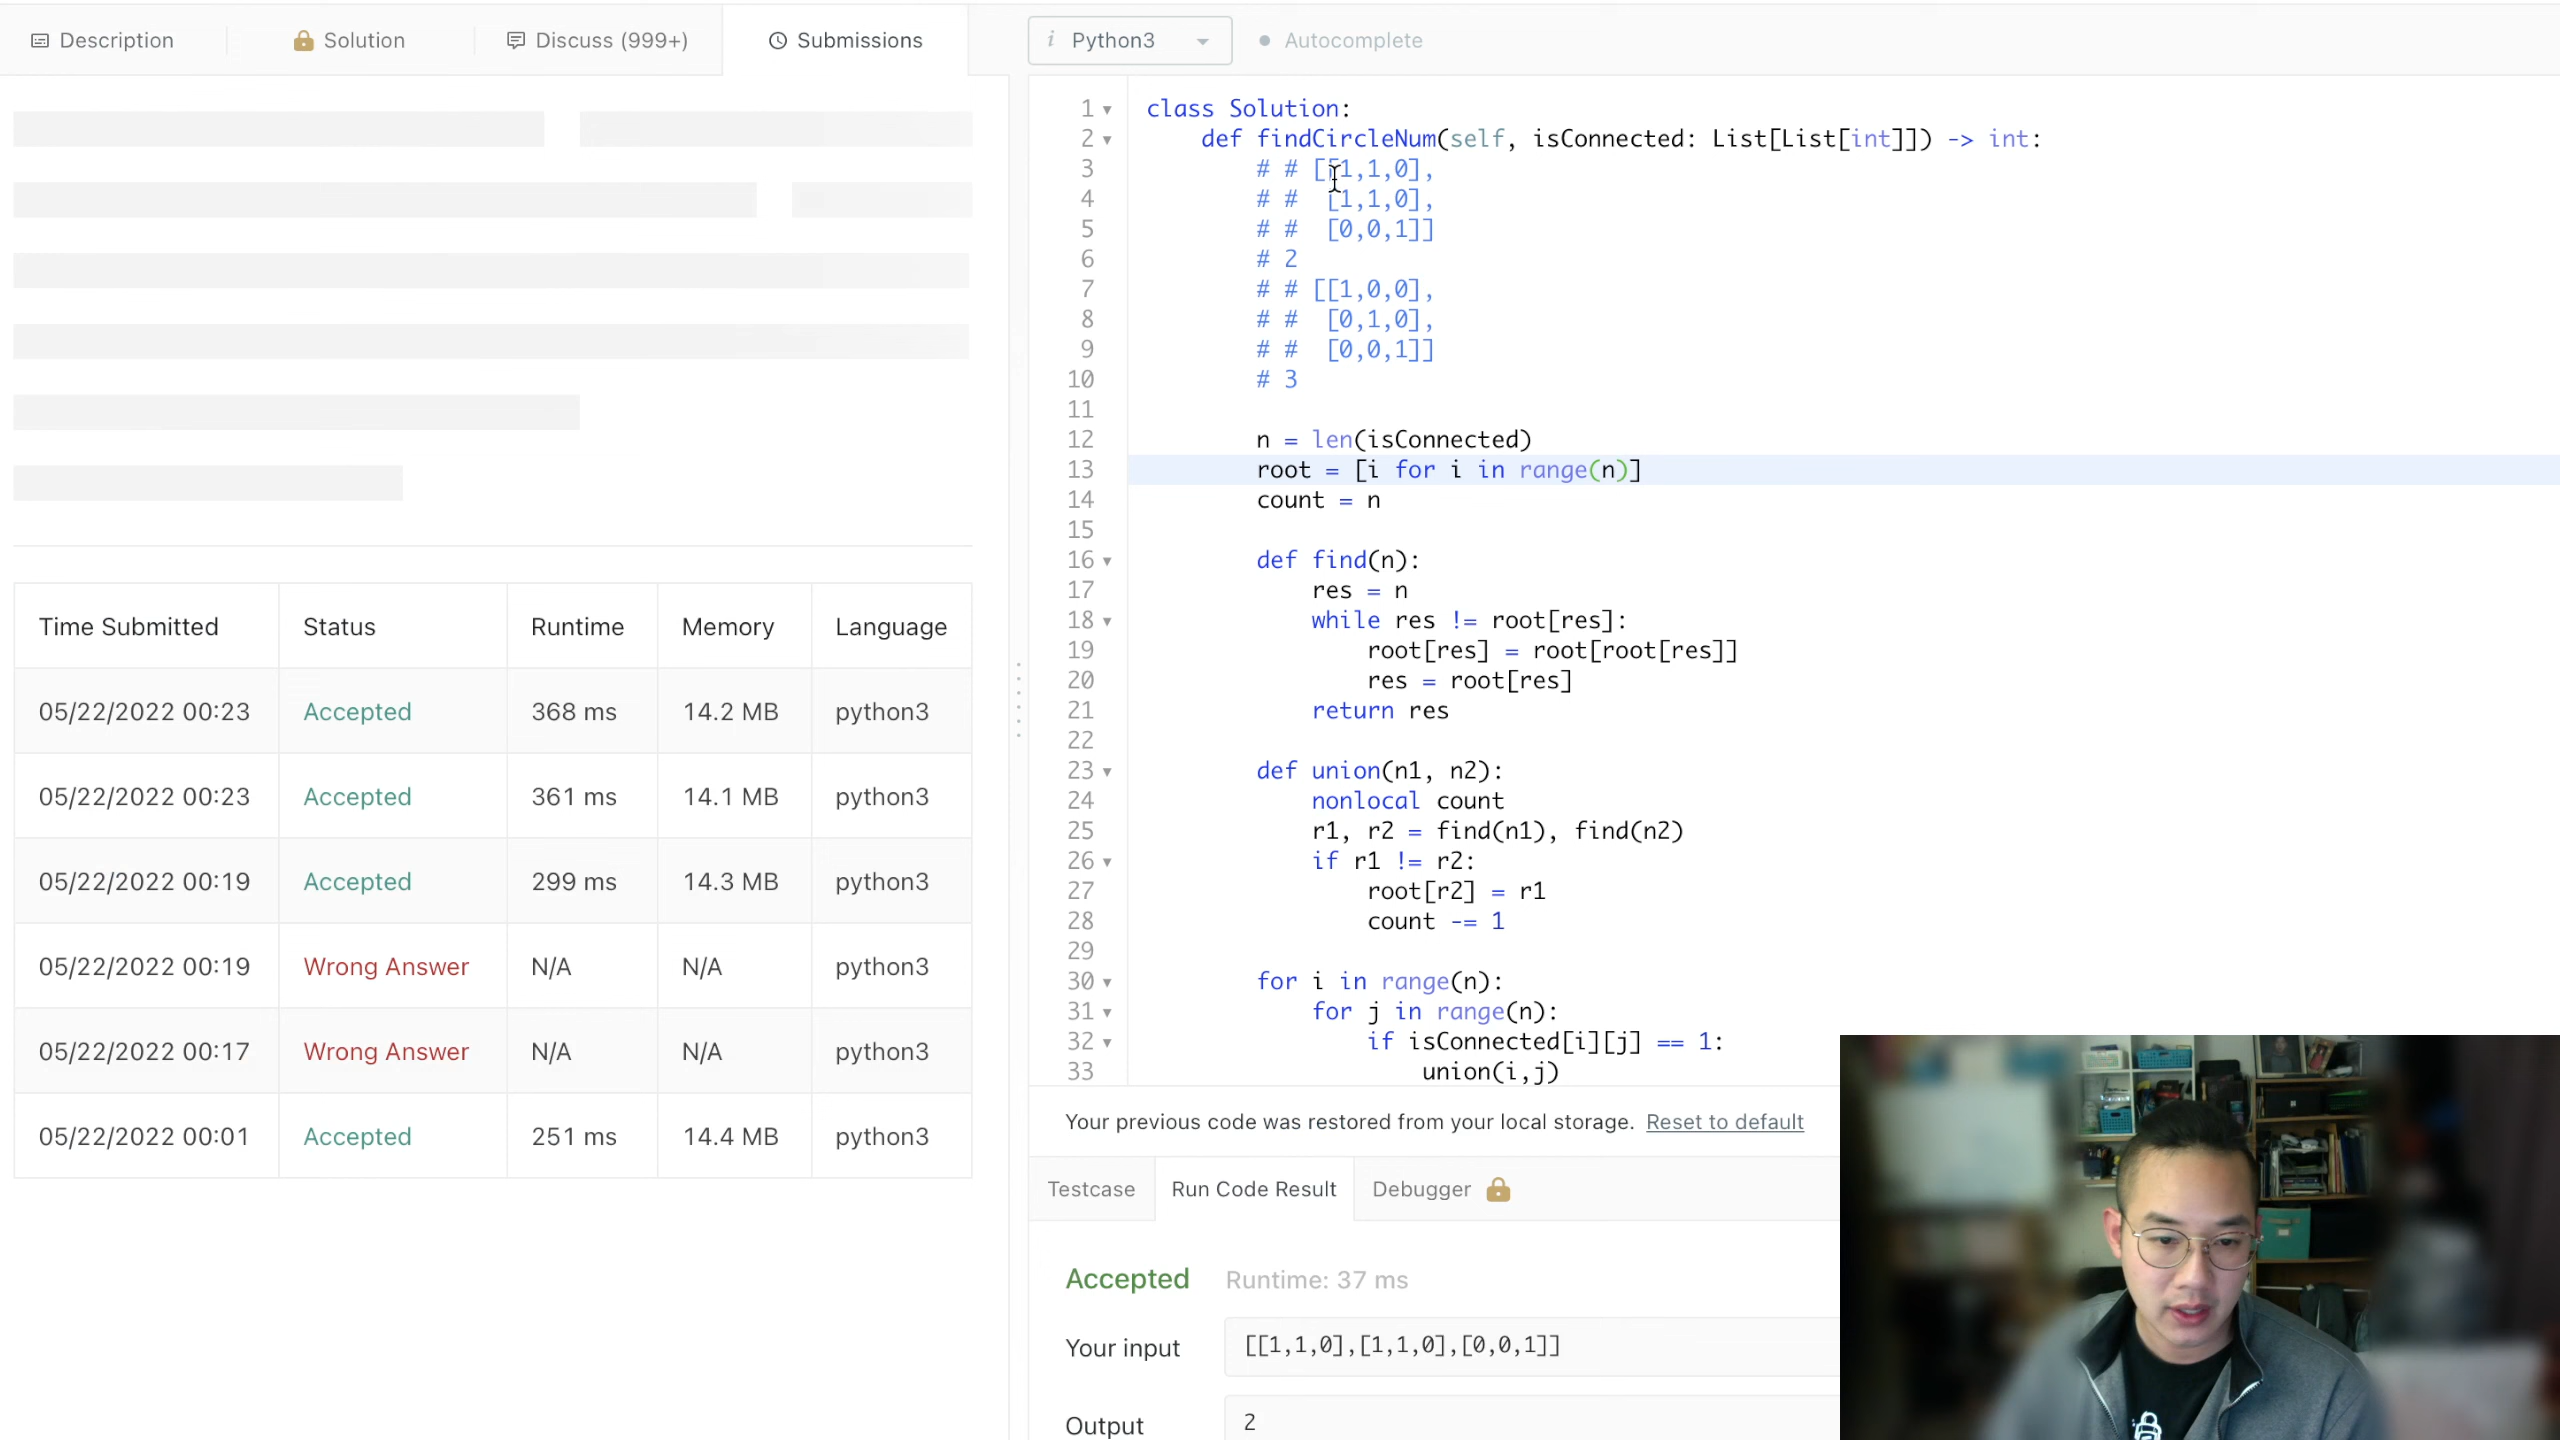 Description
Solution
Discuss (999+)
Submissions
i Python3
Autocomplete
Time Submitted Status Runtime Memory Language
05/22/2022 00:23 Accepted 368 ms 14.2 MB python3
05/22/2022 00:23 Accepted 361 ms 14.1 MB python3
05/22/2022 00:19 Accepted 299 ms 14.3 MB python3
05/22/2022 00:19 Wrong Answer N/A N/A python3
05/22/2022 00:17 Wrong Answer N/A N/A python3
05/22/2022 00:01 Accepted 251 ms 14.4 MB python3
1 class Solution:
2 def findCircleNum(self, isConnected: List[List[int]]) -> int:
3 # # [[1,1,0],
4 # # [1,1,0],
5 # # [0,0,1]]
6 # 2
7 # # [[1,0,0],
8 # # [0,1,0],
9 # # [0,0,1]]
10 # 3
11
12 n = len(isConnected)
13 root = [i for i in range(n)]
14 count = n
15
16 def find(n):
17 res = n
18 while res != root[res]:
19 root[res] = root[root[res]]
20 res = root[res]
21 return res
22
23 def union(n1, n2):
24 nonlocal count
25 r1, r2 = find(n1), find(n2)
26 if r1 != r2:
27 root[r2] = r1
28 count -= 1
29
30 for i in range(n):
31 for j in range(n):
32 if isConnected[i][j] == 1:
33 union(i,j)
Your previous code was restored from your local storage. Reset to default
Testcase
Run Code Result
Debugger
Accepted Runtime: 37 ms
Your input [[1,1,0],[1,1,0],[0,0,1]]
Output 2